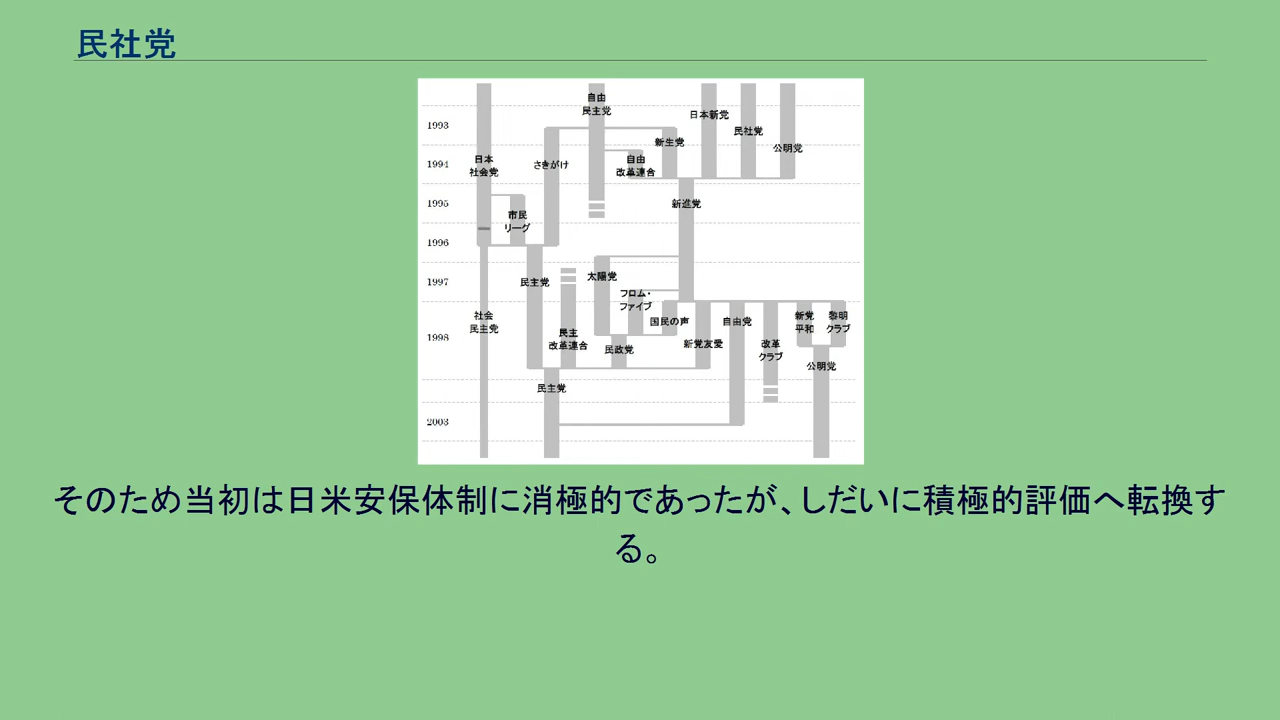 民社党
自由
民主党
1993
日本新党
民社党
新生党
公明党
1994
日本
社会党
さきがけ
自由
改革連合
1995
新進党
市民
リーグ
1996
1997
民主党
太陽党
フロム・
ファイブ
社会
民主党
国民の声
自由党
新党
平和
黎明
クラブ
1998
民主
改革連合
民政党
新党友愛
改革
クラブ
公明党
民主党
2003
そのため当初は日米安保体制に消極的であったが、しだいに積極的評価へ転換す
る。